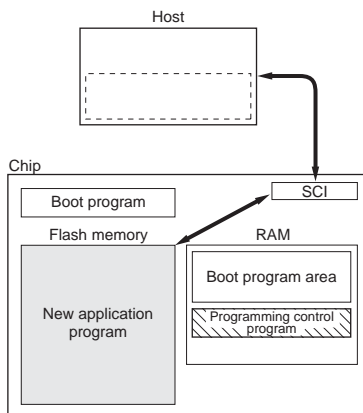 Host
Chip
SCI
Boot program
Flash memory
RAM
Boot program area
New application
program
Programming control
program